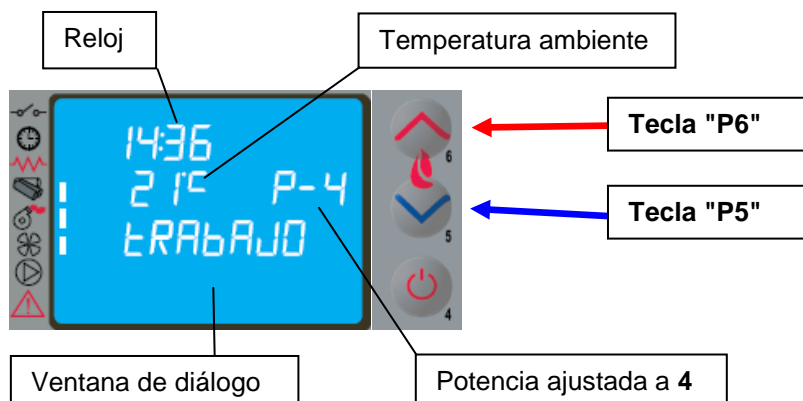 Reloj
Temperatura ambiente
14:36
21°C P-4
tRAbAJO
6
5
4
Tecla "P6"
Tecla "P5"
Ventana de diálogo
Potencia ajustada a 4